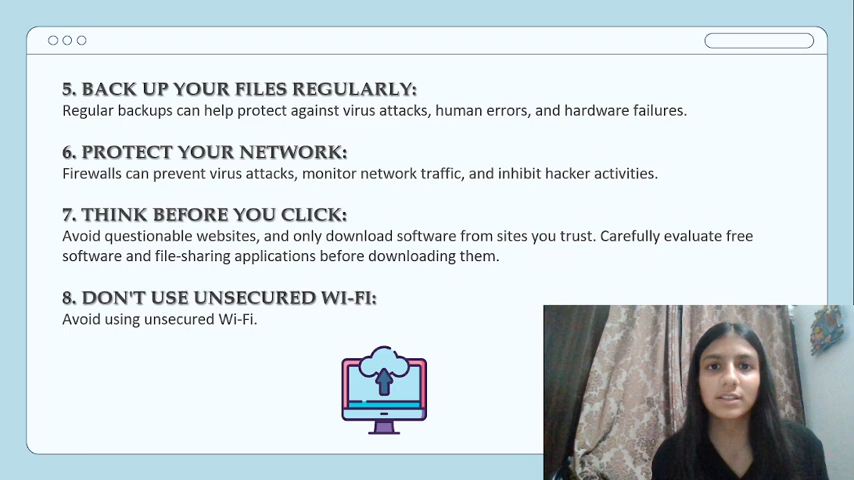 5. BACK UP YOUR FILES REGULARLY:
Regular backups can help protect against virus attacks, human errors, and hardware failures.
6. PROTECT YOUR NETWORK:
Firewalls can prevent virus attacks, monitor network traffic, and inhibit hacker activities.
7. THINK BEFORE YOU CLICK:
Avoid questionable websites, and only download software from sites you trust. Carefully evaluate free
software and file-sharing applications before downloading them.
8. DON'T USE UNSECURED WI-FI:
Avoid using unsecured Wi-Fi.